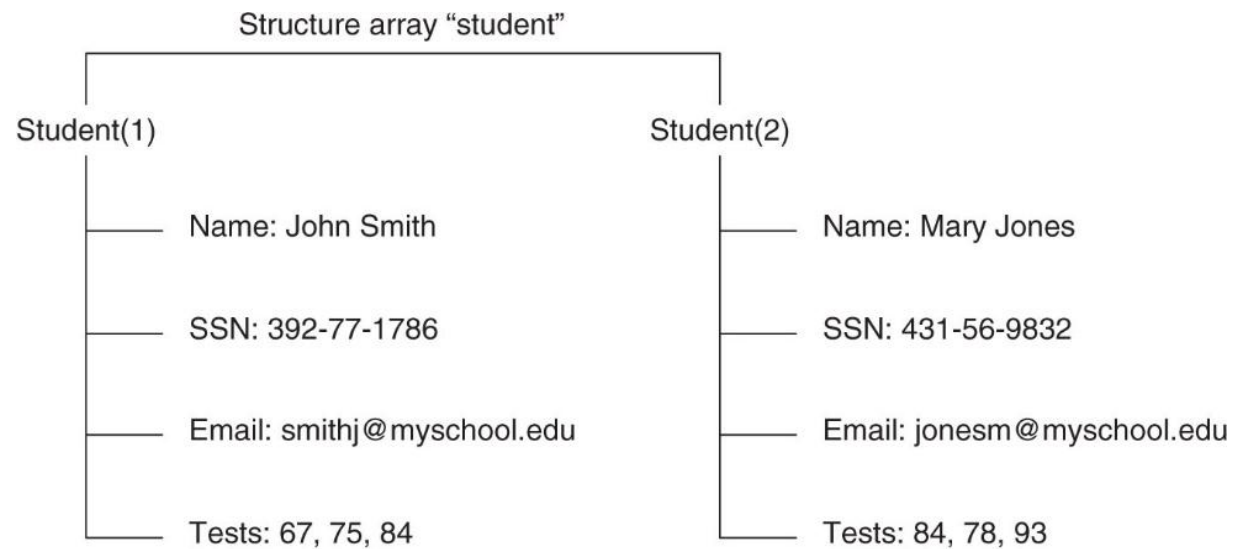 Structure array “student”
Student(1)
Name: John Smith
SSN: 392-77-1786
Email: smithj@myschool.edu
Tests: 67, 75, 84
Student(2)
Name: Mary Jones
SSN: 431-56-9832
Email: jonesm@myschool.edu
Tests: 84, 78, 93